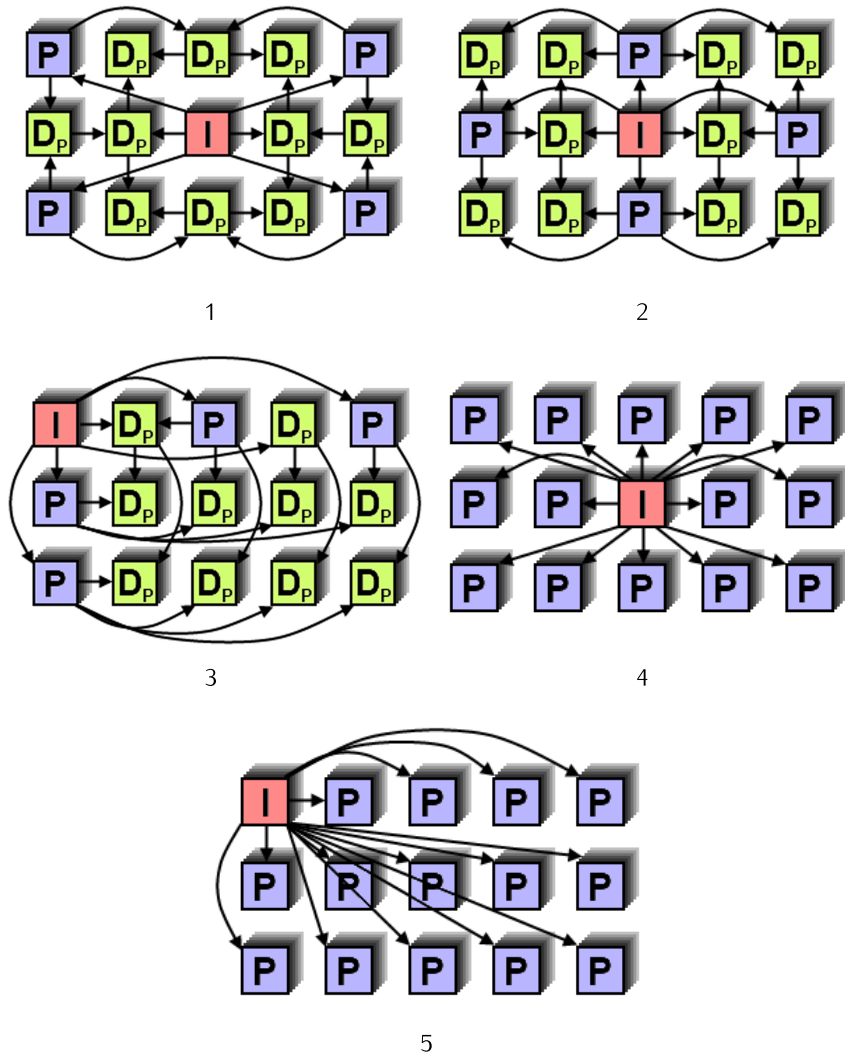 P D_P D_P D_P P
D_P D_P I D_P D_P
P D_P D_P D_P P
1
D_P D_P P D_P D_P
P D_P I D_P P
D_P D_P P D_P D_P
2
I D_P P D_P P
P D_P D_P D_P D_P
P D_P D_P D_P D_P
3
P P P P P
P P I P P
P P P P P
4
I P P P P
P P P P P
P P P P P
5